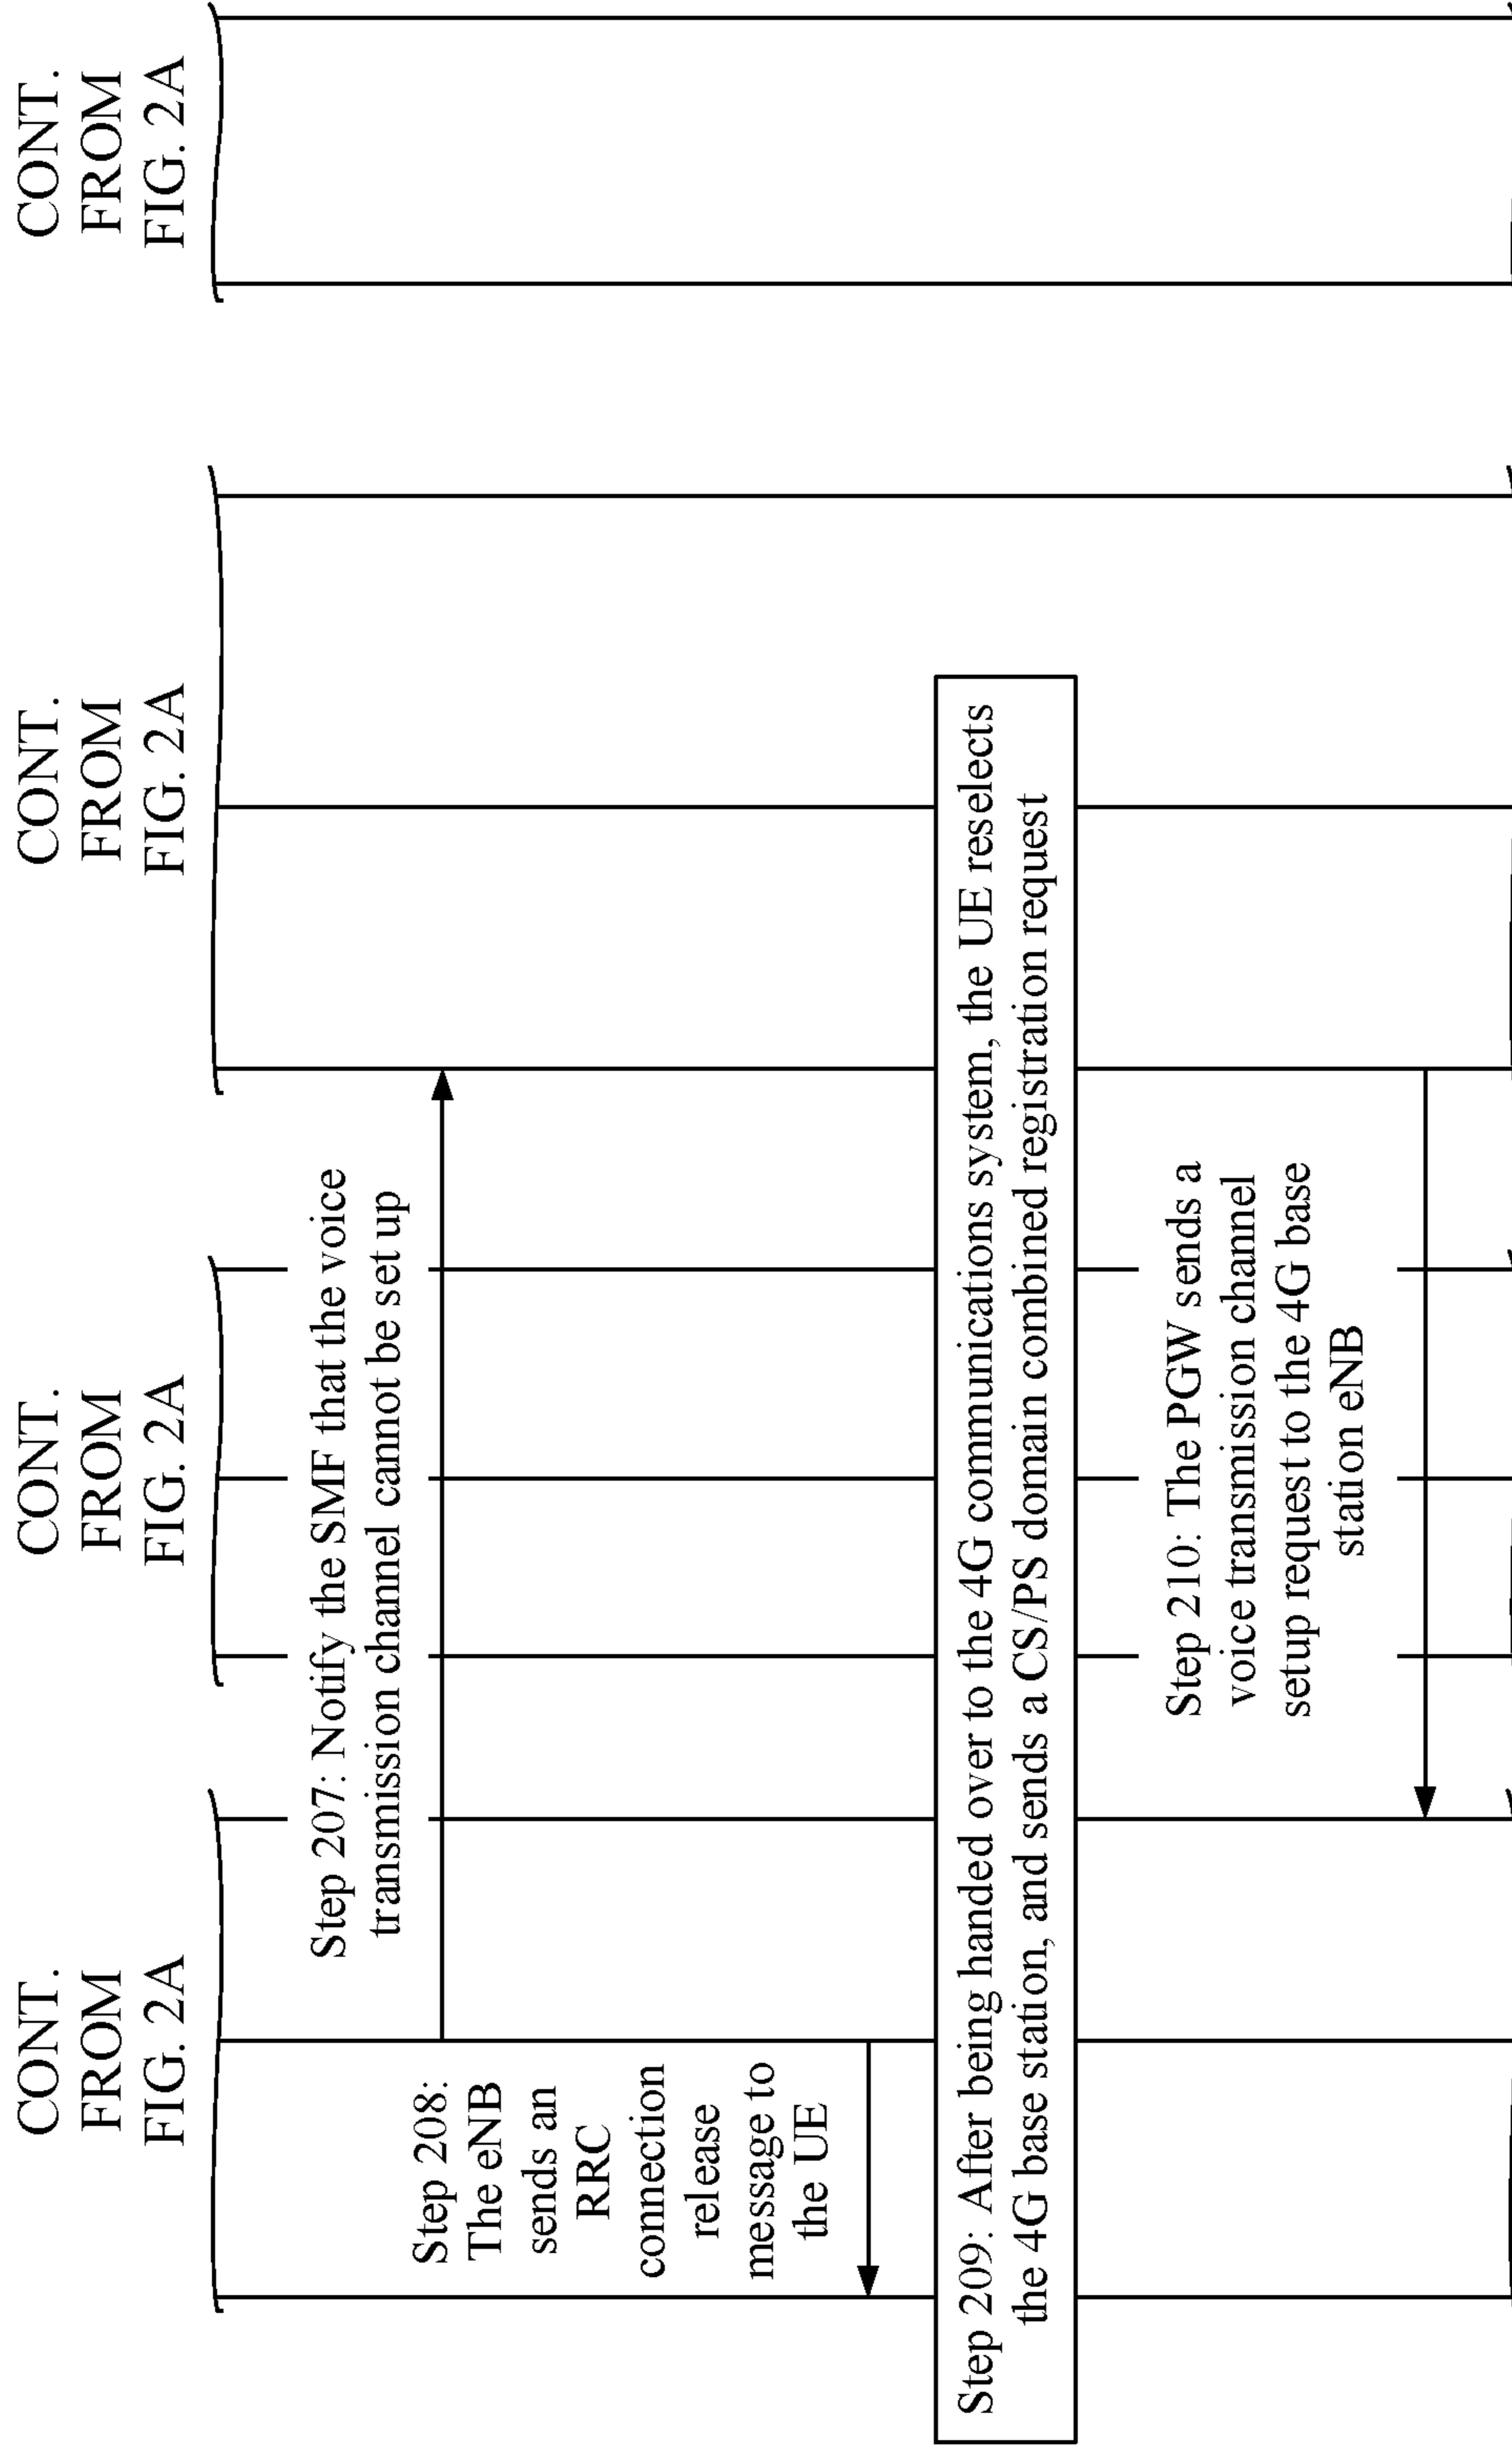 CONT.
FROM
FIG. 2A
CONT.
FROM
FIG. 2A
CONT.
FROM
FIG. 2A
CONT.
FROM
FIG. 2A
Step 207: Notify the SMF that the voice
transmission channel cannot be set up
Step 208:
The eNB
sends an
RRC
connection
release
message to
the UE
Step 209: After being handed over to the 4G communications system, the UE reselects
the 4G base station, and sends a CS/PS domain combined registration request
Step 210: The PGW sends a
voice transmission channel
setup request to the 4G base
station eNB